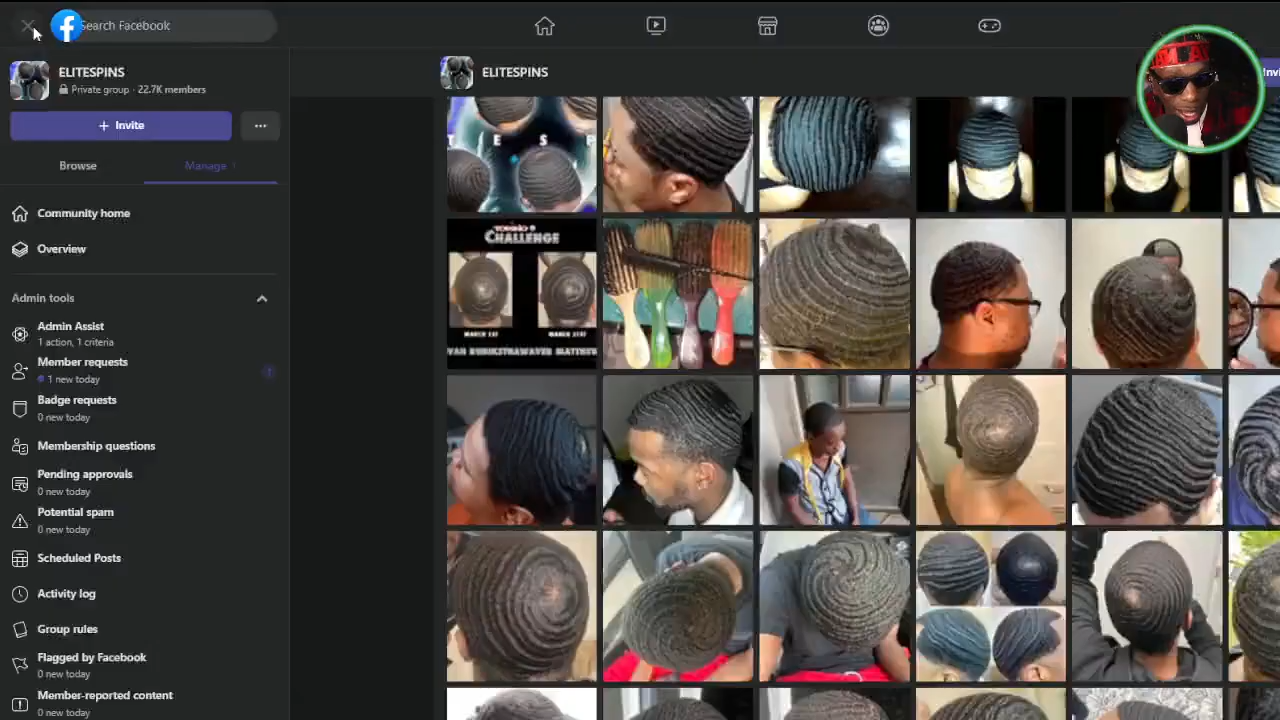 Search Facebook
ELITESPINS
Private group · 22.7K members
+ Invite
...
Browse
Manage
Community home
Overview
Admin tools
Admin Assist
1 action, 1 criteria
Member requests
1 new today
Badge requests
0 new today
Membership questions
Pending approvals
0 new today
Potential spam
0 new today
Scheduled Posts
Activity log
Group rules
Flagged by Facebook
0 new today
Member-reported content
0 new today
ELITESPINS
Invi
T E S P
CHALLENGE